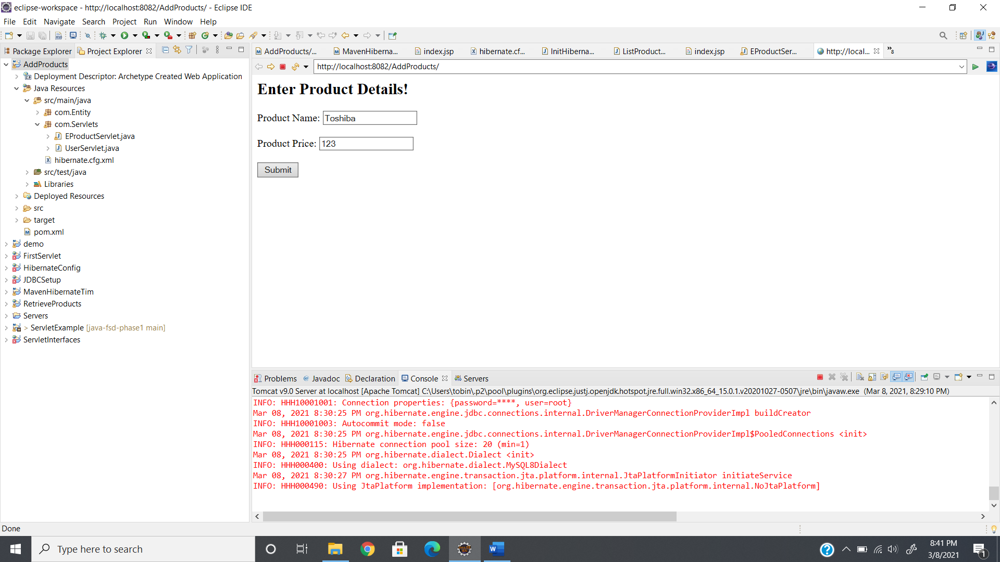 eclipse-workspace - http://localhost:8082/AddProducts/ - Eclipse IDE
File Edit Navigate Search Project Run Window Help
Package Explorer Project Explorer
AddProducts
Deployment Descriptor: Archetype Created Web Application
Java Resources
src/main/java
com.Entity
com.Servlets
EProductServlet.java
UserServlet.java
hibernate.cfg.xml
src/test/java
Libraries
Deployed Resources
src
target
pom.xml
demo
FirstServlet
HibernateConfig
JDBCSetup
MavenHibernateTim
RetrieveProducts
Servers
> ServletExample [java-fsd-phase1 main]
ServletInterfaces
AddProducts/... MavenHiberna... index.jsp hibernate.cf... InitHiberna... ListProduct... index.jsp EProductSer... http://local... »8
http://localhost:8082/AddProducts/
Enter Product Details!
Product Name: Toshiba
Product Price: 123
Submit
Problems @ Javadoc Declaration Console Servers
Tomcat v9.0 Server at localhost [Apache Tomcat] C:\Users\tobin\.p2\pool\plugins\org.eclipse.justj.openjdk.hotspot.jre.full.win32.x86_64_15.0.1.v20201027-0507\jre\bin\javaw.exe (Mar 8, 2021, 8:29:10 PM)
INFO: HHH10001001: Connection properties: {password=****, user=root}
Mar 08, 2021 8:30:25 PM org.hibernate.engine.jdbc.connections.internal.DriverManagerConnectionProviderImpl buildCreator
INFO: HHH10001003: Autocommit mode: false
Mar 08, 2021 8:30:25 PM org.hibernate.engine.jdbc.connections.internal.DriverManagerConnectionProviderImpl$PooledConnections <init>
INFO: HHH000115: Hibernate connection pool size: 20 (min=1)
Mar 08, 2021 8:30:25 PM org.hibernate.dialect.Dialect <init>
INFO: HHH000400: Using dialect: org.hibernate.dialect.MySQL8Dialect
Mar 08, 2021 8:30:27 PM org.hibernate.engine.transaction.jta.platform.internal.JtaPlatformInitiator initiateService
INFO: HHH000490: Using JtaPlatform implementation: [org.hibernate.engine.transaction.jta.platform.internal.NoJtaPlatform]
Done
Type here to search
8:41 PM
3/8/2021
1